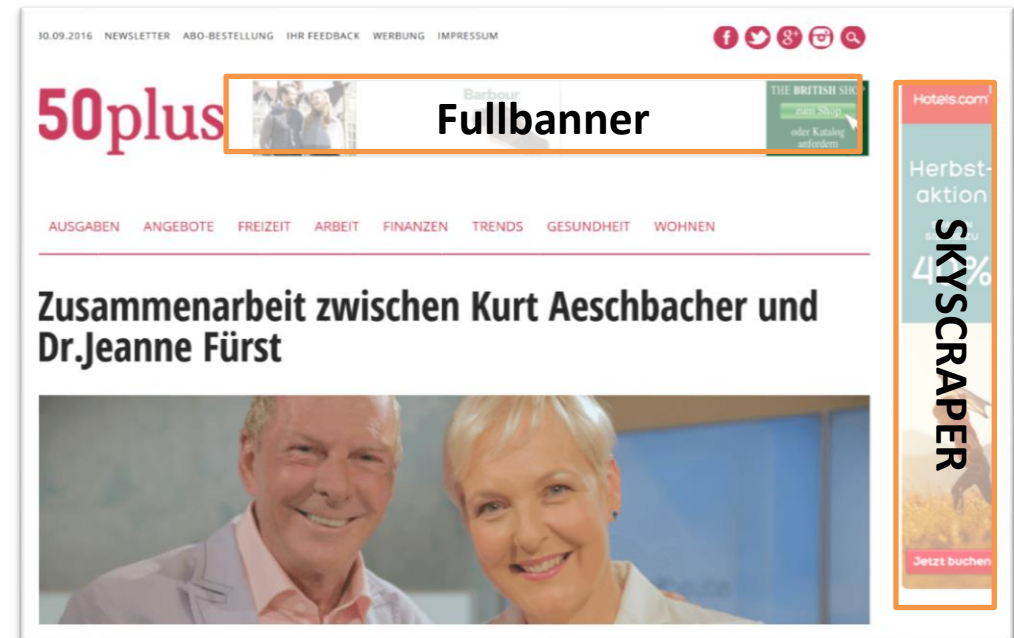 30.09.2016 NEWSLETTER ABO-BESTELLUNG IHR FEEDBACK WERBUNG IMPRESSUM
50plus
Barbour
Fullbanner
THE BRITISH SHOP
zum Shop
oder Katalog
anfordern
AUSGABEN ANGEBOTE FREIZEIT ARBEIT FINANZEN TRENDS GESUNDHEIT WOHNEN
Zusammenarbeit zwischen Kurt Aeschbacher und
Dr.Jeanne Fürst
Hotels.com
Herbst-
aktion
40%
SKYSCRAPER
Jetzt buchen